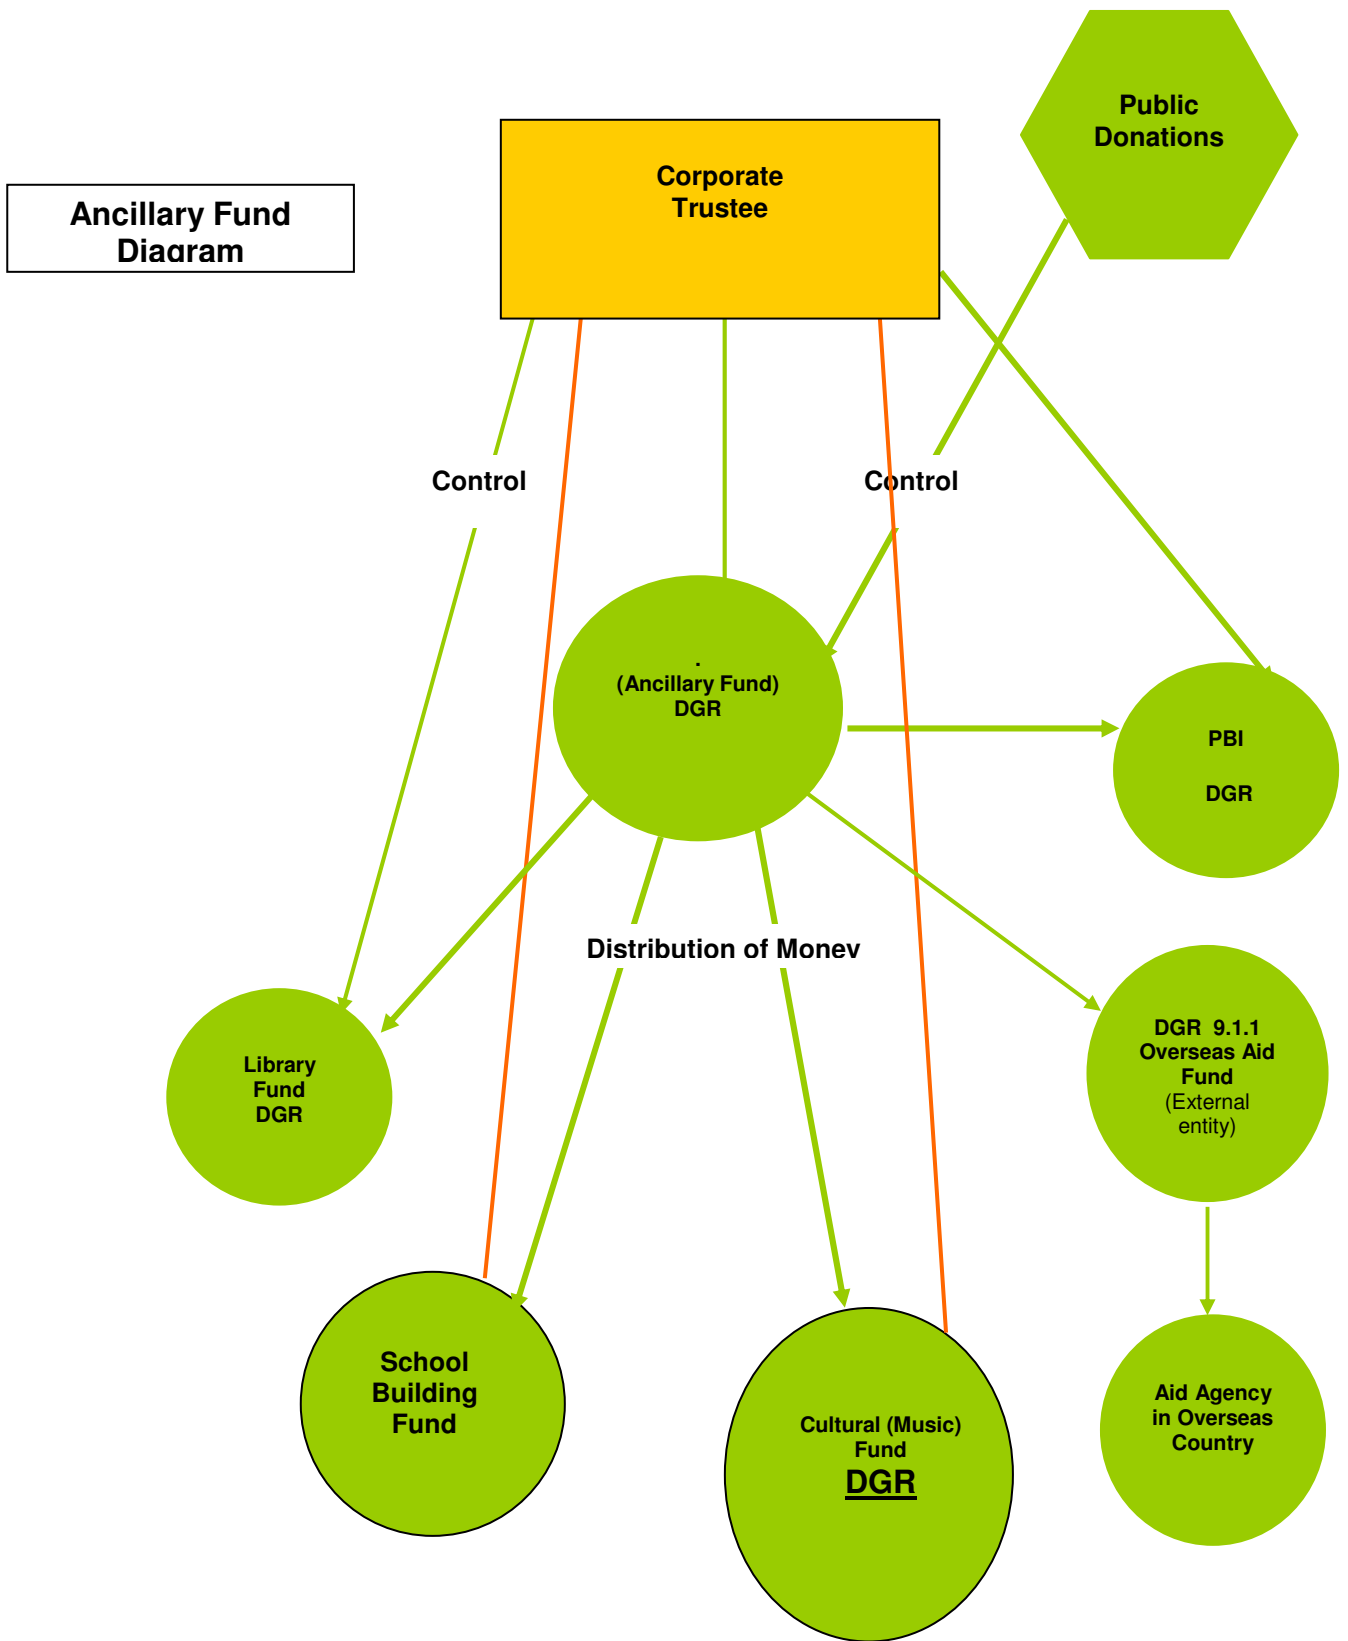 Public
Donations
Corporate
Trustee
Ancillary Fund
Diagram
Control
Control
.
(Ancillary Fund)
DGR
PBI
DGR
Distribution of Money
DGR 9.1.1
Overseas Aid
Fund
(External
entity)
Library
Fund
DGR
School
Building
Fund
Cultural (Music)
Fund
DGR
Aid Agency
in Overseas
Country